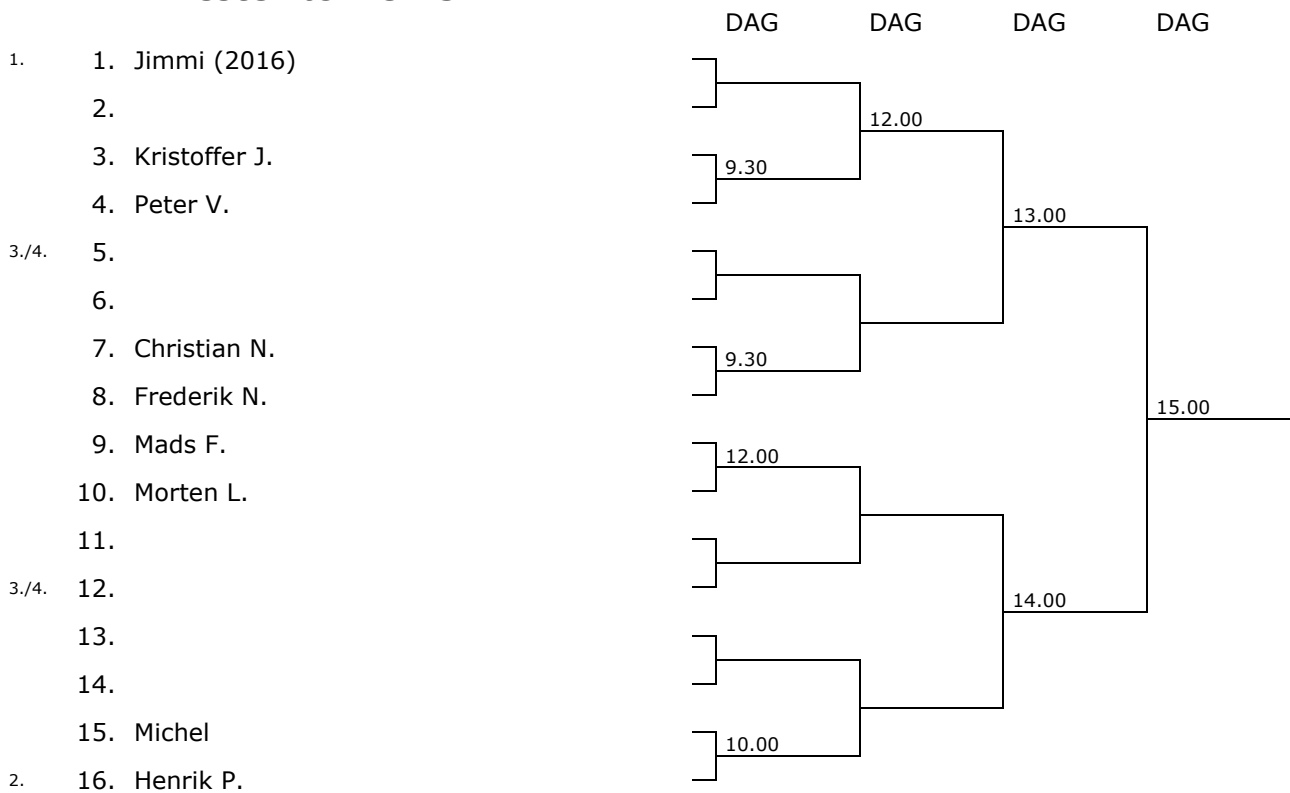 DAG DAG DAG DAG
1. 1. Jimmi (2016)
2.
12.00
3. Kristoffer J.
9.30
4. Peter V.
13.00
3./4. 5.
6.
7. Christian N.
9.30
8. Frederik N.
15.00
9. Mads F.
12.00
10. Morten L.
11.
3./4. 12.
14.00
13.
14.
15. Michel
10.00
2. 16. Henrik P.